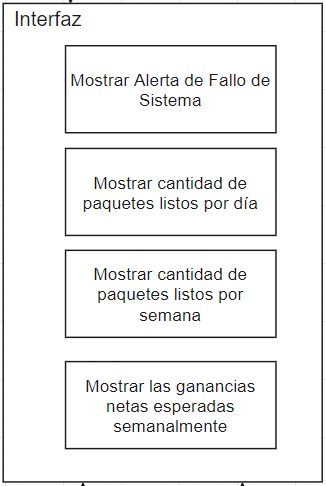 Interfaz
Mostrar Alerta de Fallo de
Sistema
Mostrar cantidad de
paquetes listos por día
Mostrar cantidad de
paquetes listos por
semana
Mostrar las ganancias
netas esperadas
semanalmente